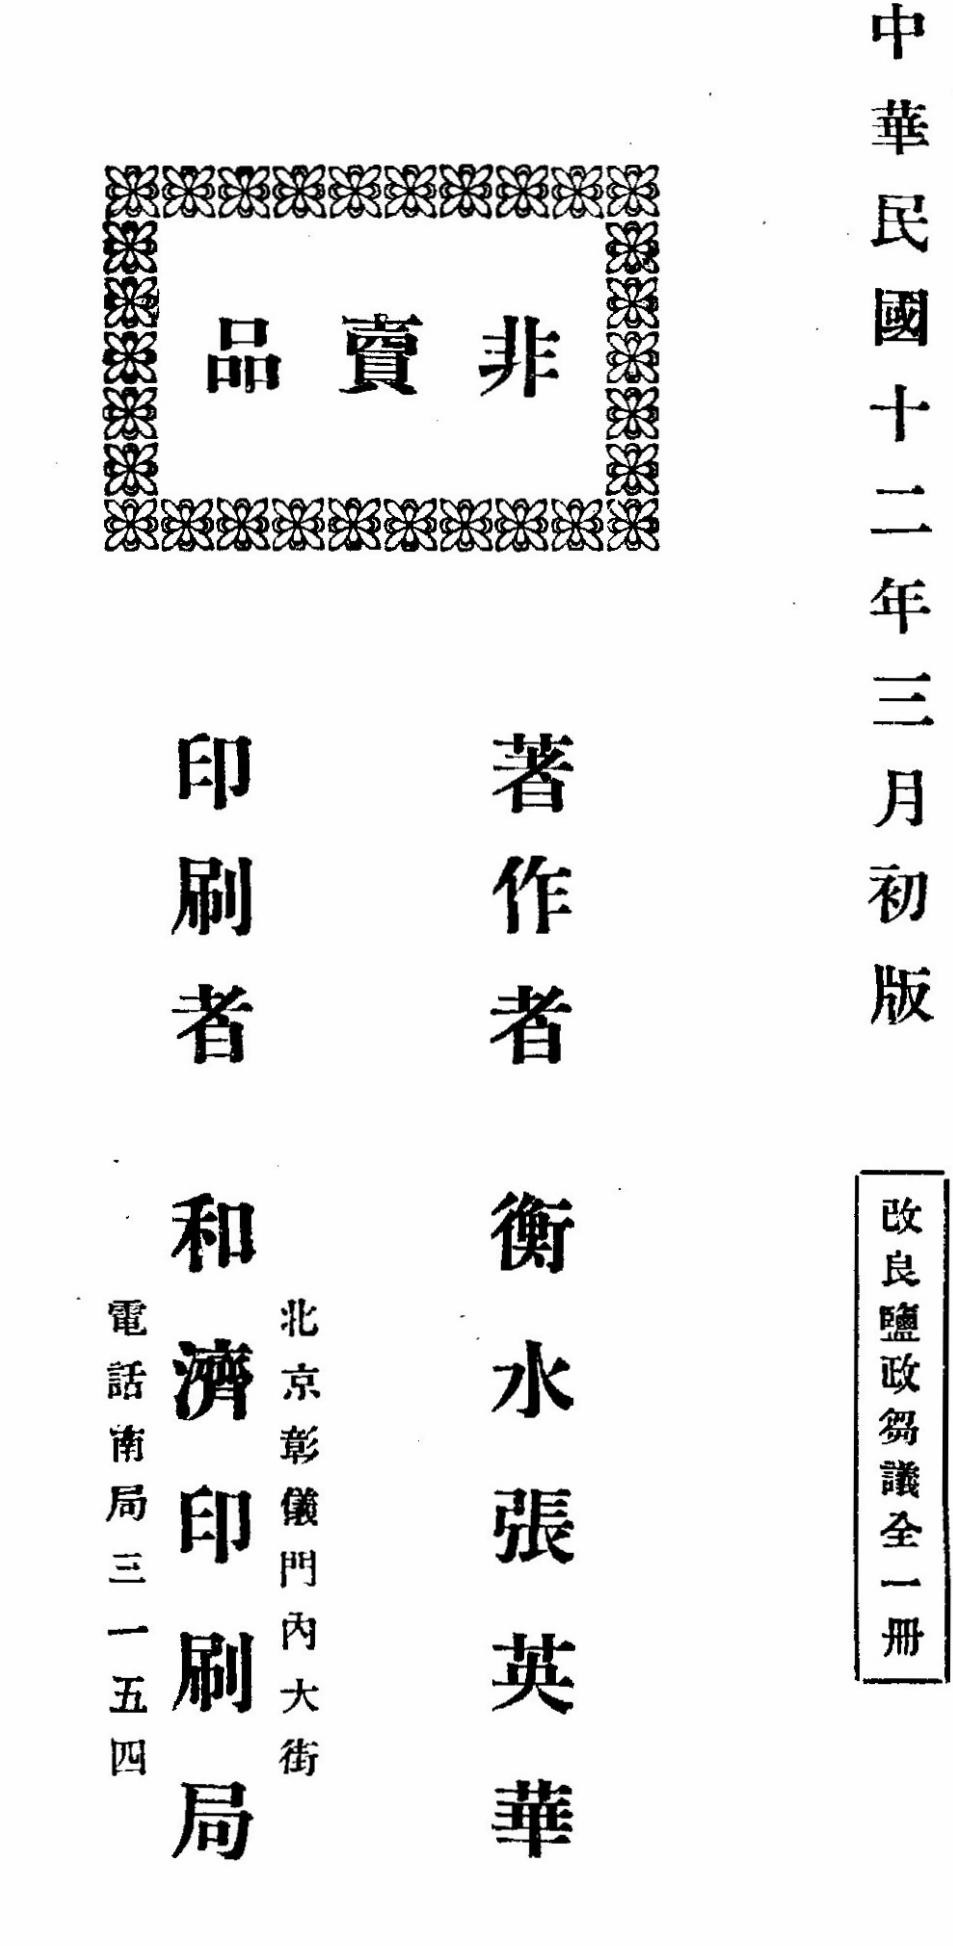 中華民國十二年三月初版
改良鹽政芻議全一冊
非賣品
著作者 衡水張英華
北京彰儀門內大街
印刷者 和濟印刷局
電話南局三一五四